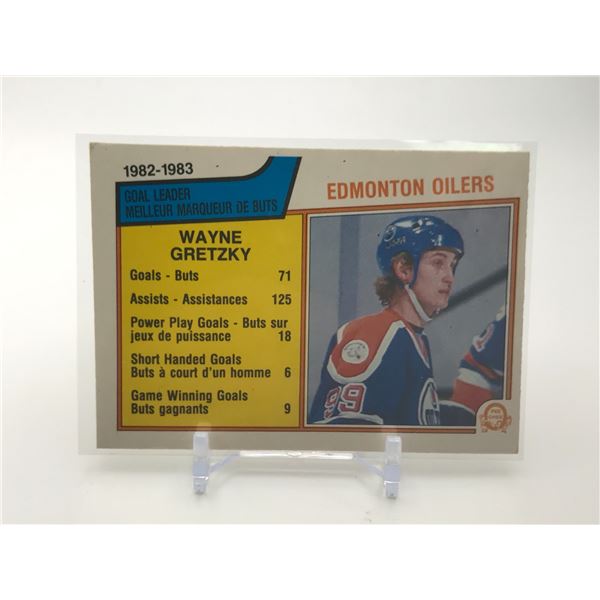 1982-1983
GOAL LEADER
MEILLEUR MARQUEUR DE BUTS
EDMONTON OILERS
WAYNE
GRETZKY
Goals - Buts 71
Assists - Assistances 125
Power Play Goals - Buts sur
jeux de puissance 18
Short Handed Goals
Buts à court d'un homme 6
Game Winning Goals
Buts gagnants 9
99
O-PEE
CHEE